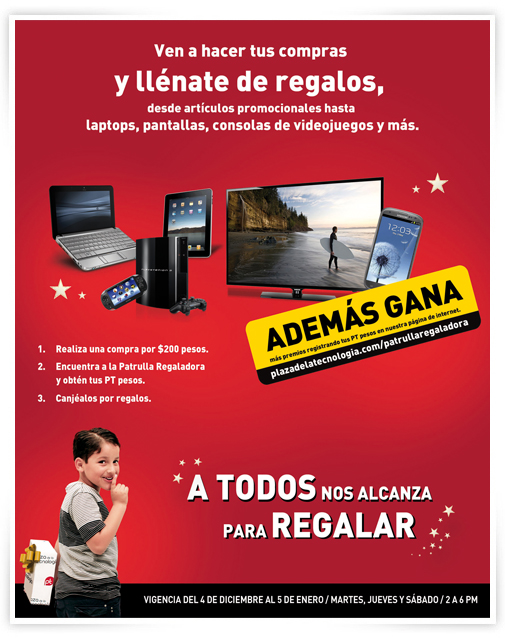 Ven a hacer tus compras
y llénate de regalos,
desde artículos promocionales hasta
laptops, pantallas, consolas de videojuegos y más.
12:03
ADEMÁS GANA
más premios registrando tus PT pesos en nuestra página de internet.
plazadelatecnologia.com/patrullaregaladora
1. Realiza una compra por $200 pesos.
2. Encuentra a la Patrulla Regaladora
y obtén tus PT pesos.
3. Canjéalos por regalos.
A TODOS NOS ALCANZA
PARA REGALAR
pt
VIGENCIA DEL 4 DE DICIEMBRE AL 5 DE ENERO / MARTES, JUEVES Y SÁBADO / 2 A 6 PM